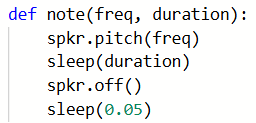 def note(freq, duration):
    spkr.pitch(freq)
    sleep(duration)
    spkr.off()
    sleep(0.05)